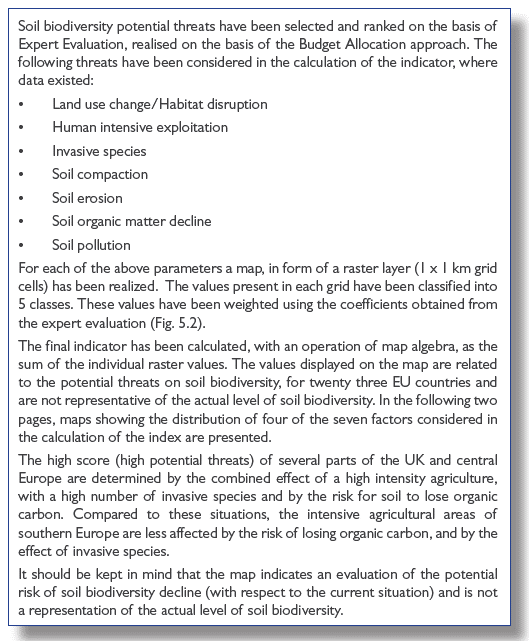 Soil biodiversity potential threats have been selected and ranked on the basis of
Expert Evaluation, realised on the basis of the Budget Allocation approach. The
following threats have been considered in the calculation of the indicator, where
data existed:
• Land use change/Habitat disruption
• Human intensive exploitation
• Invasive species
• Soil compaction
• Soil erosion
• Soil organic matter decline
• Soil pollution
For each of the above parameters a map, in form of a raster layer (1 x 1 km grid
cells) has been realized. The values present in each grid have been classified into
5 classes. These values have been weighted using the coefficients obtained from
the expert evaluation (Fig. 5.2).
The final indicator has been calculated, with an operation of map algebra, as the
sum of the individual raster values. The values displayed on the map are related
to the potential threats on soil biodiversity, for twenty three EU countries and
are not representative of the actual level of soil biodiversity. In the following two
pages, maps showing the distribution of four of the seven factors considered in
the calculation of the index are presented.
The high score (high potential threats) of several parts of the UK and central
Europe are determined by the combined effect of a high intensity agriculture,
with a high number of invasive species and by the risk for soil to lose organic
carbon. Compared to these situations, the intensive agricultural areas of
southern Europe are less affected by the risk of losing organic carbon, and by the
effect of invasive species.
It should be kept in mind that the map indicates an evaluation of the potential
risk of soil biodiversity decline (with respect to the current situation) and is not
a representation of the actual level of soil biodiversity.